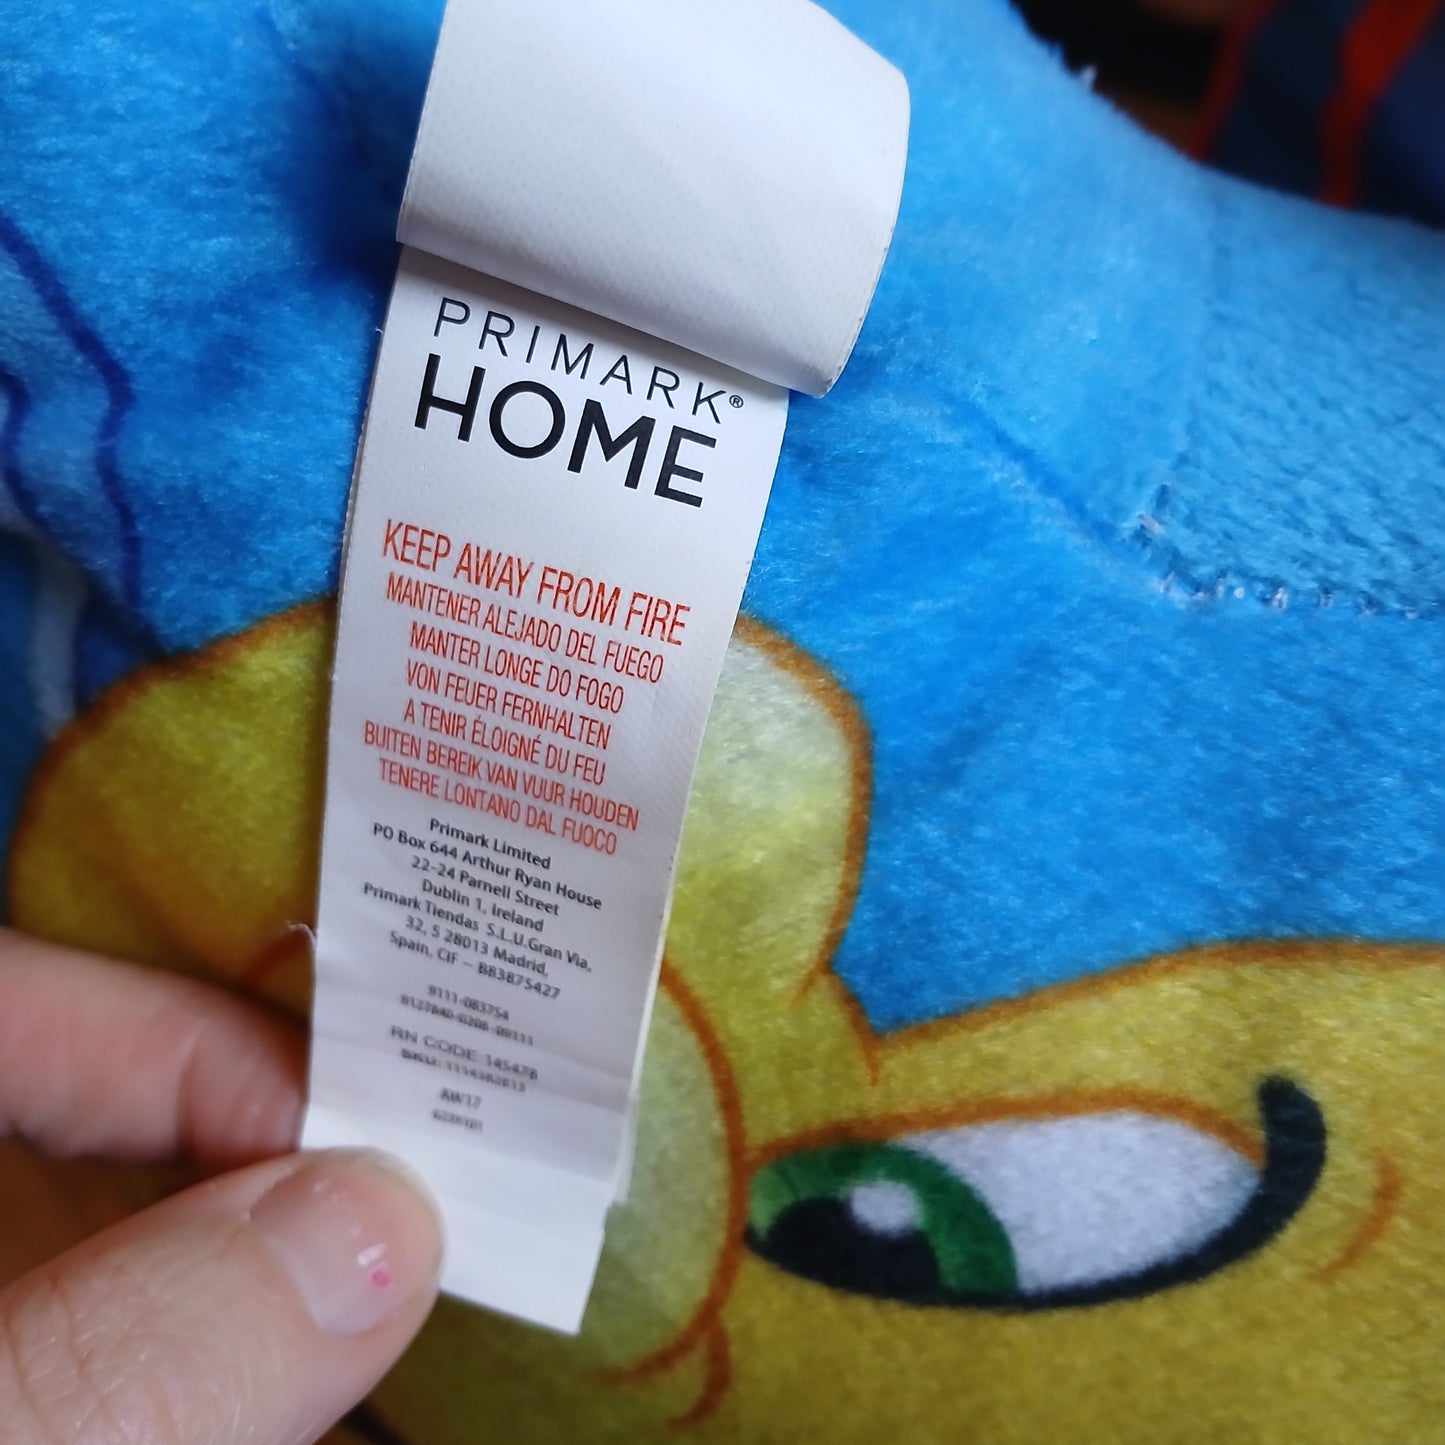 PRIMARK®
HOME
KEEP AWAY FROM FIRE
MANTENER ALEJADO DEL FUEGO
MANTER LONGE DO FOGO
VON FEUER FERNHALTEN
A TENIR ÉLOIGNÉ DU FEU
BUITEN BEREIK VAN VUUR HOUDEN
TENERE LONTANO DAL FUOCO
Primark Limited
PO Box 644 Arthur Ryan House
22-24 Parnell Street
Dublin 1, Ireland
Primark Tiendas S.L.U.Gran Via,
32, 5 28013 Madrid,
Spain, CIF – B83875427
9111-083754
RN CODE:145478
AW17